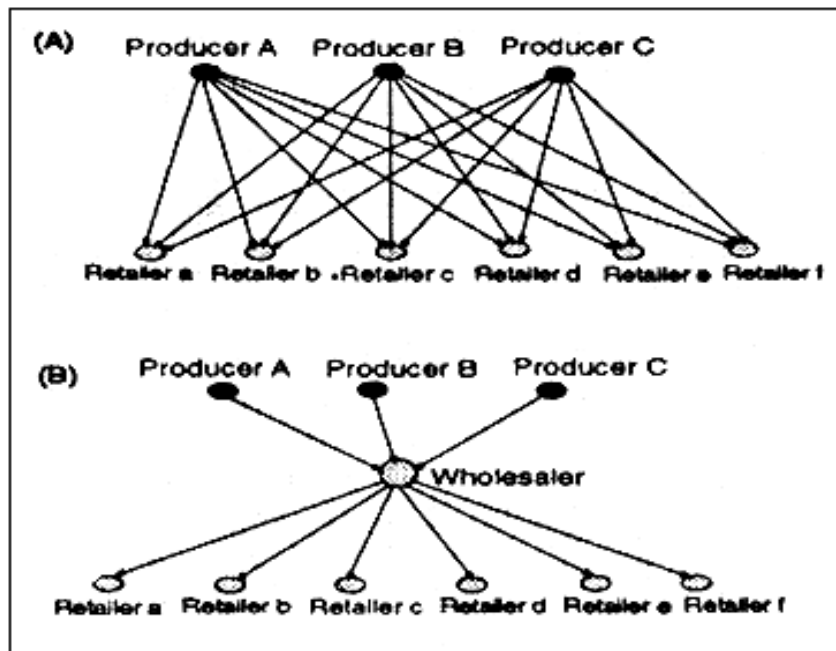 (A)
Producer A Producer B Producer C
Retailer a Retailer b Retailer c Retailer d Retailer e Retailer f
(B)
Producer A Producer B Producer C
Wholesaler
Retailer a Retailer b Retailer c Retailer d Retailer e Retailer f